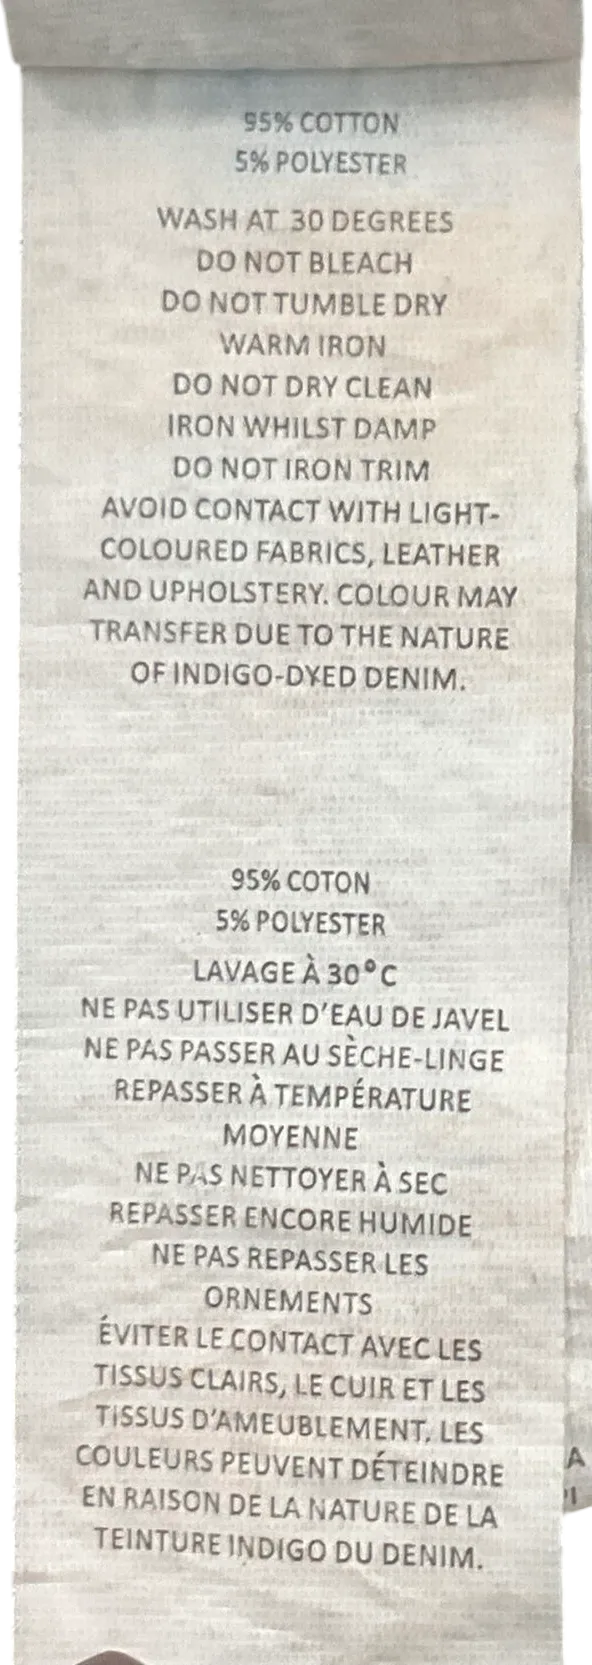 95% COTTON
5% POLYESTER
WASH AT 30 DEGREES
DO NOT BLEACH
DO NOT TUMBLE DRY
WARM IRON
DO NOT DRY CLEAN
IRON WHILST DAMP
DO NOT IRON TRIM
AVOID CONTACT WITH LIGHT-
COLOURED FABRICS, LEATHER
AND UPHOLSTERY. COLOUR MAY
TRANSFER DUE TO THE NATURE
OF INDIGO-DYED DENIM.
95% COTON
5% POLYESTER
LAVAGE À 30°C
NE PAS UTILISER D'EAU DE JAVEL
NE PAS PASSER AU SÈCHE-LINGE
REPASSER À TEMPÉRATURE
MOYENNE
NE PAS NETTOYER À SEC
REPASSER ENCORE HUMIDE
NE PAS REPASSER LES
ORNEMENTS
ÉVITER LE CONTACT AVEC LES
TISSUS CLAIRS, LE CUIR ET LES
TISSUS D'AMEUBLEMENT. LES
COULEURS PEUVENT DÉTEINDRE
EN RAISON DE LA NATURE DE LA
TEINTURE INDIGO DU DENIM.